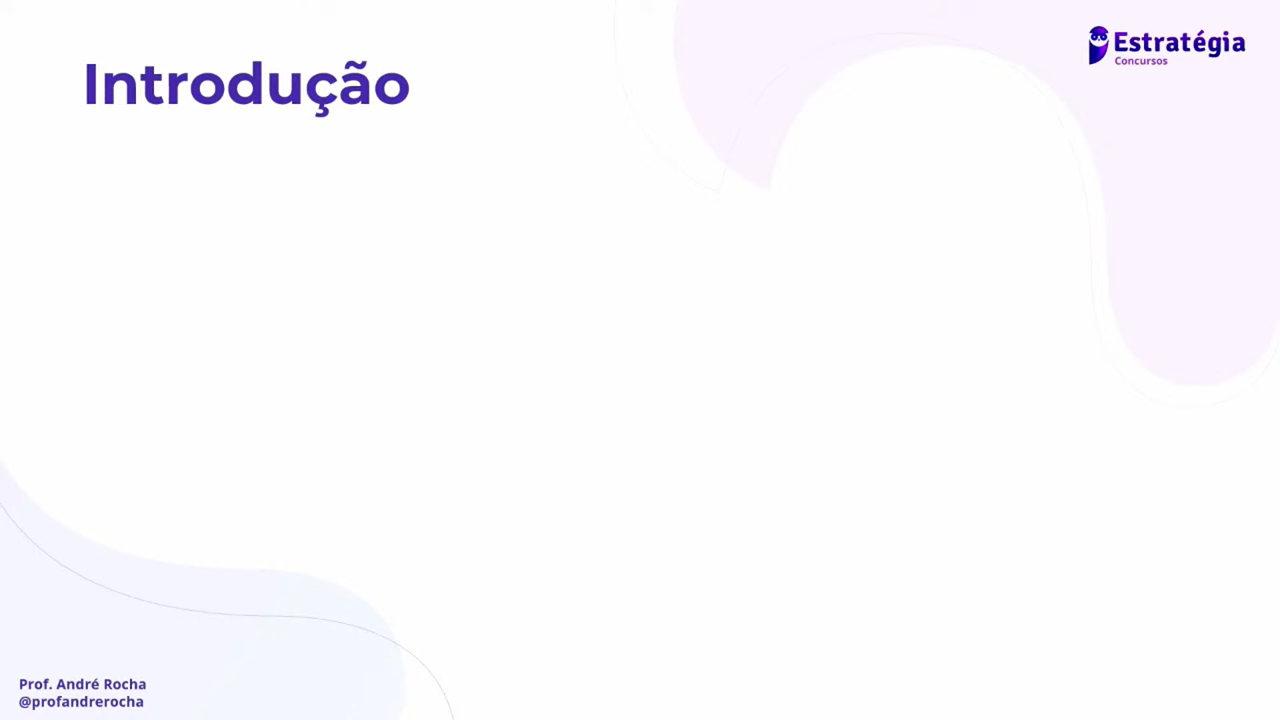 Introdução
Estratégia
Concursos
Prof. André Rocha
@profandrerocha